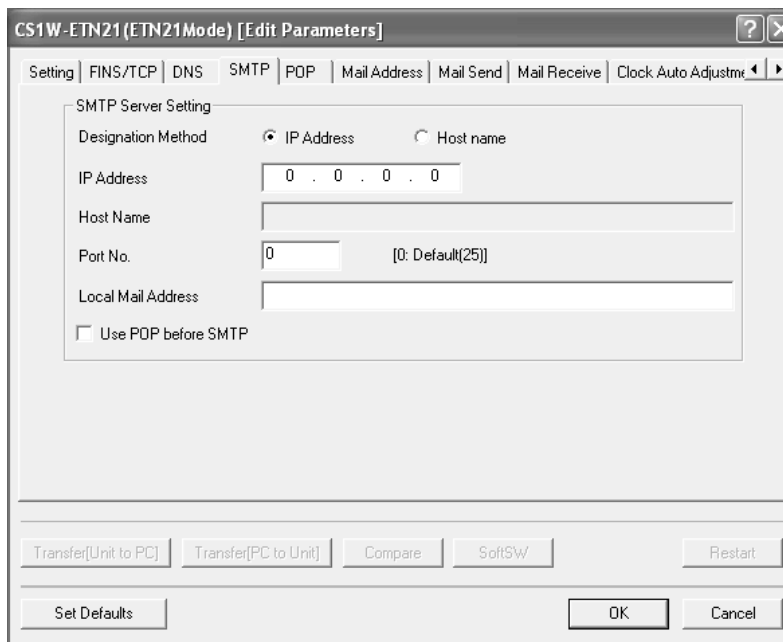 CS1W-ETN21(ETN21Mode) [Edit Parameters]
Setting FINS/TCP DNS SMTP POP Mail Address Mail Send Mail Receive Clock Auto Adjustme
SMTP Server Setting
Designation Method IP Address Host name
IP Address 0 . 0 . 0 . 0
Host Name
Port No. 0 [0: Default(25)]
Local Mail Address
Use POP before SMTP
Transfer[Unit to PC] Transfer[PC to Unit] Compare SoftSW Restart
Set Defaults OK Cancel